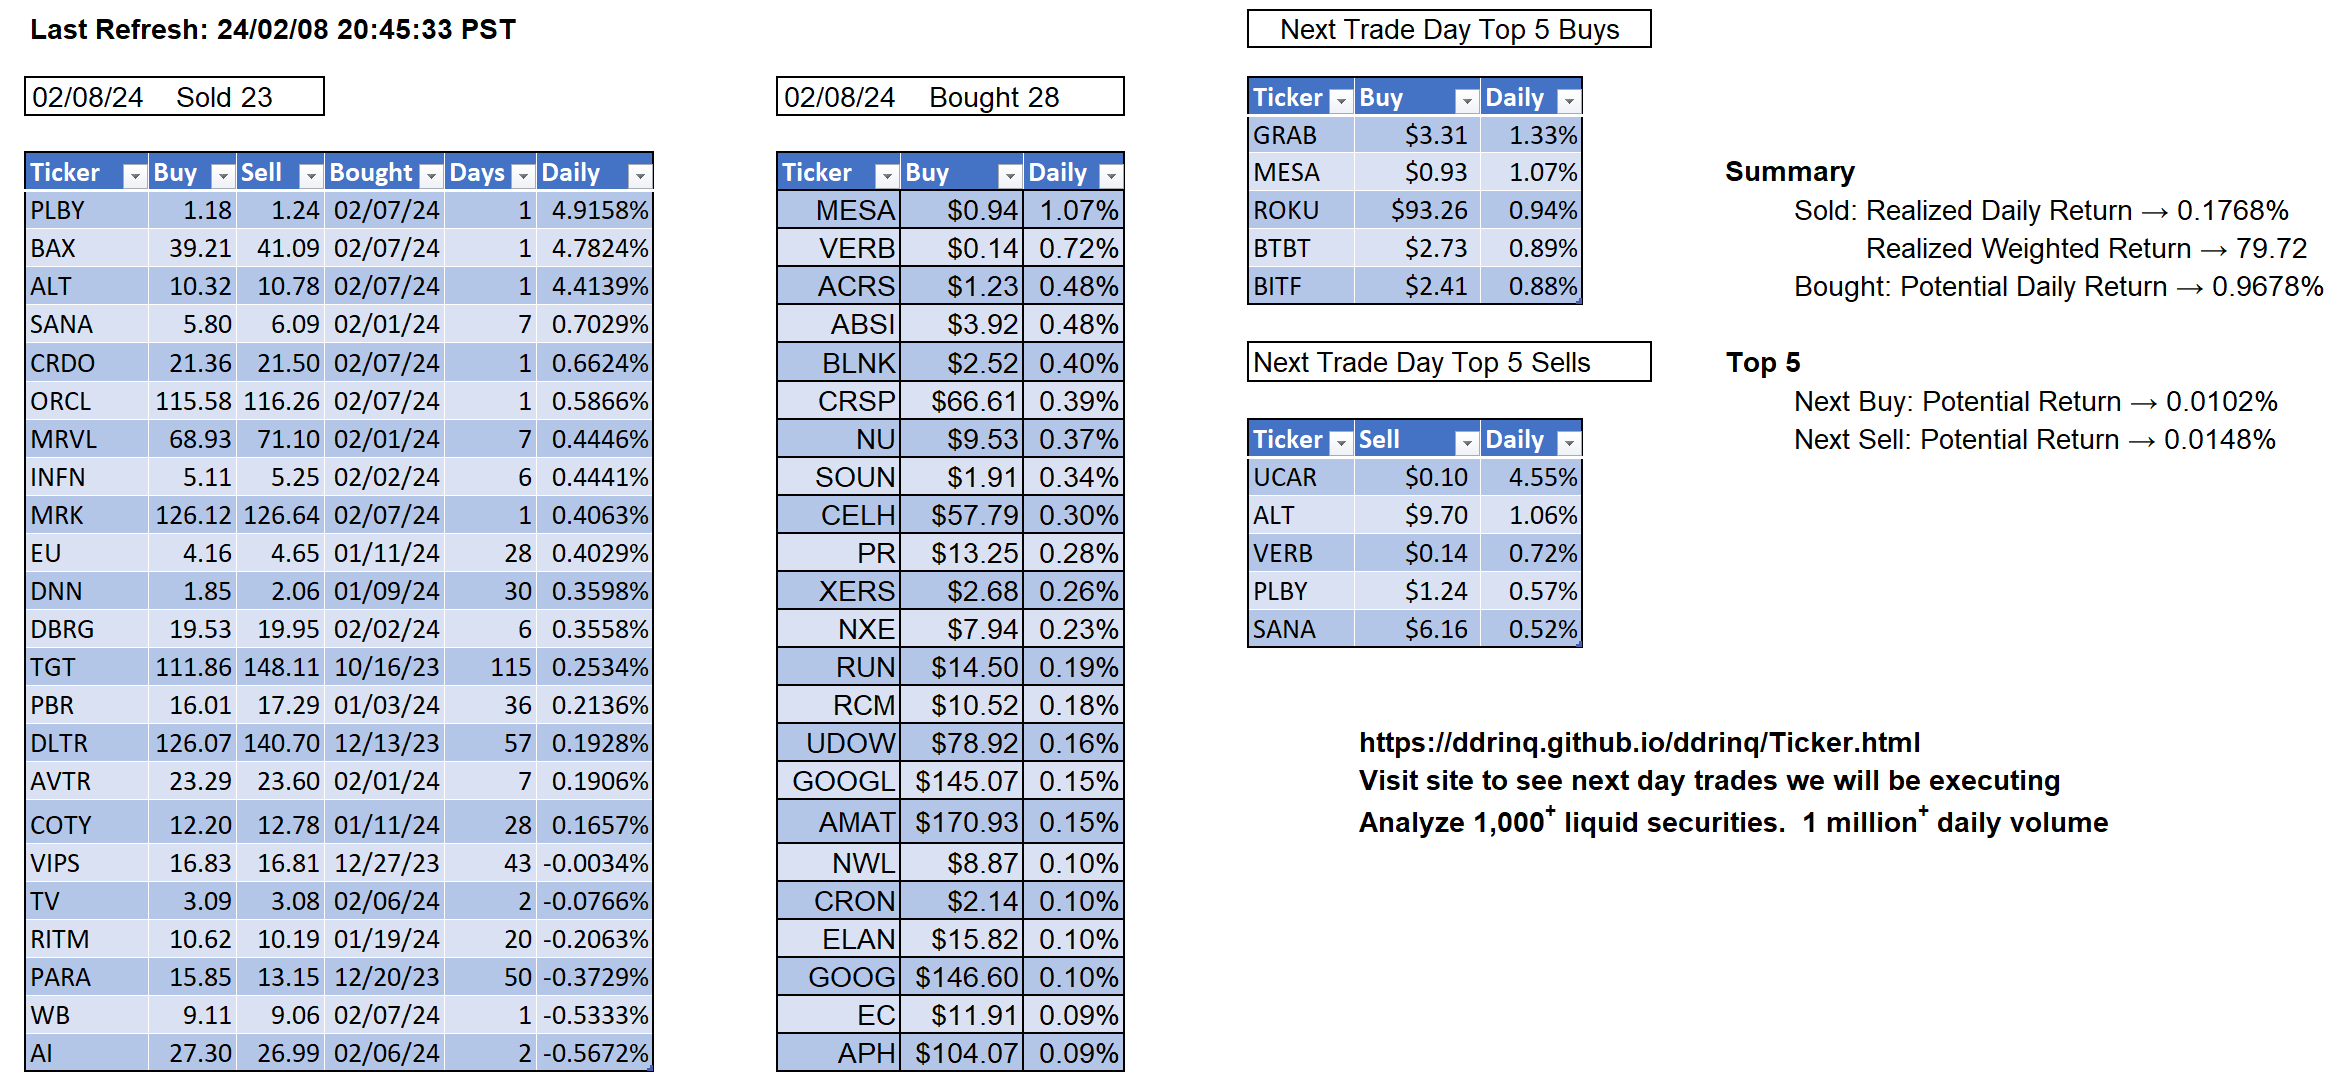 Last Refresh: 24/02/08 20:45:33 PST
02/08/24 Sold 23
Ticker Buy Sell Bought Days Daily
PLBY 1.18 1.24 02/07/24 1 4.9158%
BAX 39.21 41.09 02/07/24 1 4.7824%
ALT 10.32 10.78 02/07/24 1 4.4139%
SANA 5.80 6.09 02/01/24 7 0.7029%
CRDO 21.36 21.50 02/07/24 1 0.6624%
ORCL 115.58 116.26 02/07/24 1 0.5866%
MRVL 68.93 71.10 02/01/24 7 0.4446%
INFN 5.11 5.25 02/02/24 6 0.4441%
MRK 126.12 126.64 02/07/24 1 0.4063%
EU 4.16 4.65 01/11/24 28 0.4029%
DNN 1.85 2.06 01/09/24 30 0.3598%
DBRG 19.53 19.95 02/02/24 6 0.3558%
TGT 111.86 148.11 10/16/23 115 0.2534%
PBR 16.01 17.29 01/03/24 36 0.2136%
DLTR 126.07 140.70 12/13/23 57 0.1928%
AVTR 23.29 23.60 02/01/24 7 0.1906%
COTY 12.20 12.78 01/11/24 28 0.1657%
VIPS 16.83 16.81 12/27/23 43 -0.0034%
TV 3.09 3.08 02/06/24 2 -0.0766%
RITM 10.62 10.19 01/19/24 20 -0.2063%
PARA 15.85 13.15 12/20/23 50 -0.3729%
WB 9.11 9.06 02/07/24 1 -0.5333%
AI 27.30 26.99 02/06/24 2 -0.5672%
02/08/24 Bought 28
Ticker Buy Daily
MESA $0.94 1.07%
VERB $0.14 0.72%
ACRS $1.23 0.48%
ABSI $3.92 0.48%
BLNK $2.52 0.40%
CRSP $66.61 0.39%
NU $9.53 0.37%
SOUN $1.91 0.34%
CELH $57.79 0.30%
PR $13.25 0.28%
XERS $2.68 0.26%
NXE $7.94 0.23%
RUN $14.50 0.19%
RCM $10.52 0.18%
UDOW $78.92 0.16%
GOOGL $145.07 0.15%
AMAT $170.93 0.15%
NWL $8.87 0.10%
CRON $2.14 0.10%
ELAN $15.82 0.10%
GOOG $146.60 0.10%
EC $11.91 0.09%
APH $104.07 0.09%
Next Trade Day Top 5 Buys
Ticker Buy Daily
GRAB $3.31 1.33%
MESA $0.93 1.07%
ROKU $93.26 0.94%
BTBT $2.73 0.89%
BITF $2.41 0.88%
Next Trade Day Top 5 Sells
Ticker Sell Daily
UCAR $0.10 4.55%
ALT $9.70 1.06%
VERB $0.14 0.72%
PLBY $1.24 0.57%
SANA $6.16 0.52%
Summary
Sold: Realized Daily Return → 0.1768%
Realized Weighted Return → 79.72
Bought: Potential Daily Return → 0.9678%
Top 5
Next Buy: Potential Return → 0.0102%
Next Sell: Potential Return → 0.0148%
https://ddrinq.github.io/ddrinq/Ticker.html
Visit site to see next day trades we will be executing
Analyze 1,000⁺ liquid securities. 1 million⁺ daily volume